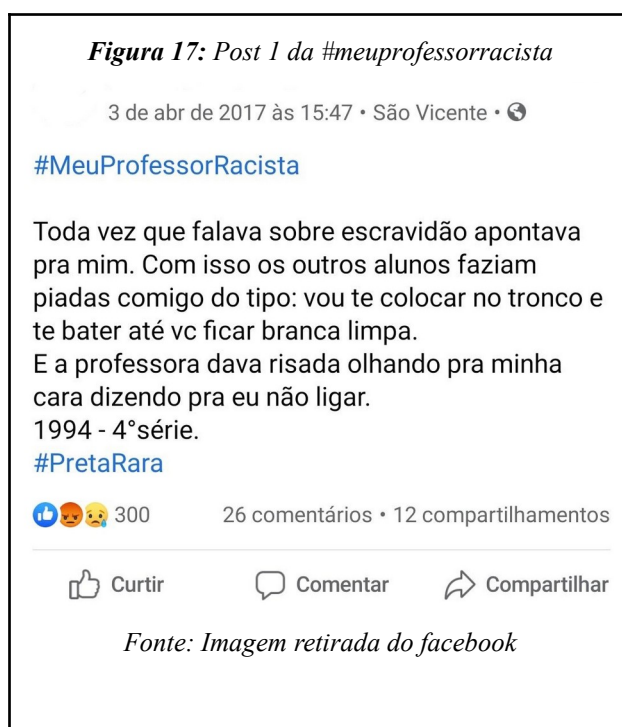 Figura 17: Post 1 da #meuprofessorracista
3 de abr de 2017 às 15:47 • São Vicente •
#MeuProfessorRacista
Toda vez que falava sobre escravidão apontava
pra mim. Com isso os outros alunos faziam
piadas comigo do tipo: vou te colocar no tronco e
te bater até vc ficar branca limpa.
E a professora dava risada olhando pra minha
cara dizendo pra eu não ligar.
1994 - 4°série.
#PretaRara
300 26 comentários • 12 compartilhamentos
Curtir Comentar Compartilhar
Fonte: Imagem retirada do facebook